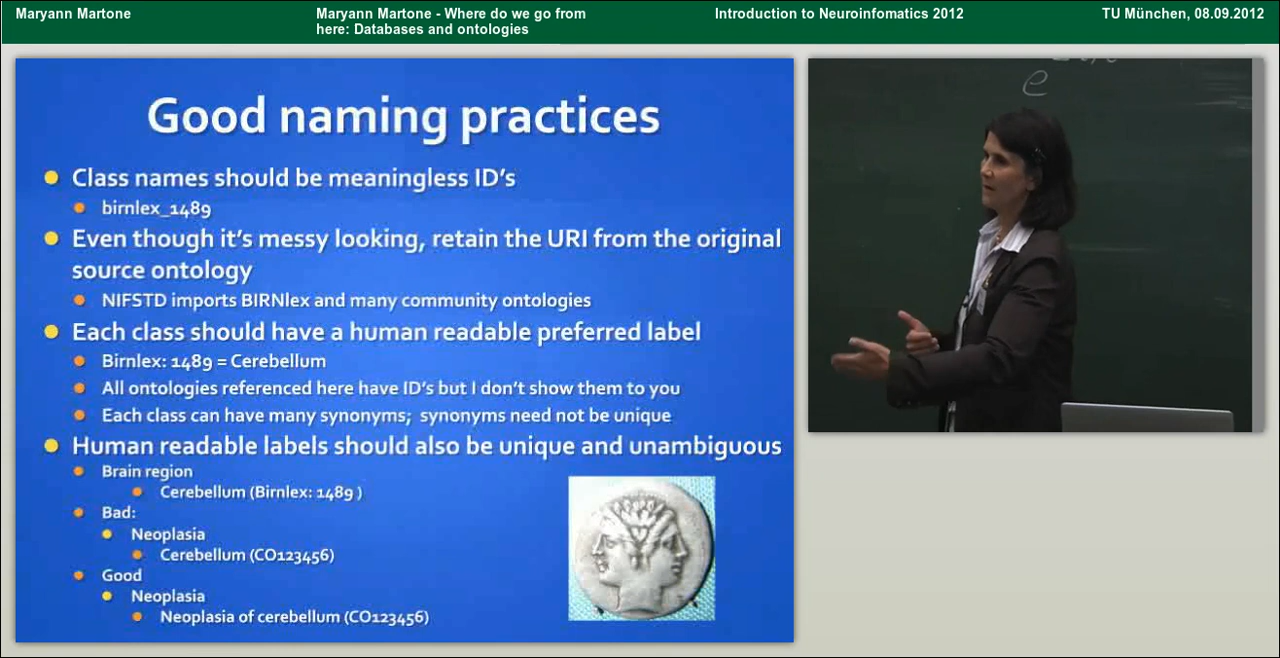 Maryann Martone
Maryann Martone - Where do we go from
here: Databases and ontologies
Introduction to Neuroinfomatics 2012
TU München, 08.09.2012
Good naming practices
Class names should be meaningless ID's
birnlex_1489
Even though it's messy looking, retain the URI from the original
source ontology
NIFSTD imports BIRNlex and many community ontologies
Each class should have a human readable preferred label
Birnlex: 1489 = Cerebellum
All ontologies referenced here have ID's but I don't show them to you
Each class can have many synonyms; synonyms need not be unique
Human readable labels should also be unique and unambiguous
Brain region
Cerebellum (Birnlex: 1489 )
Bad:
Neoplasia
Cerebellum (CO123456)
Good
Neoplasia
Neoplasia of cerebellum (CO123456)
e